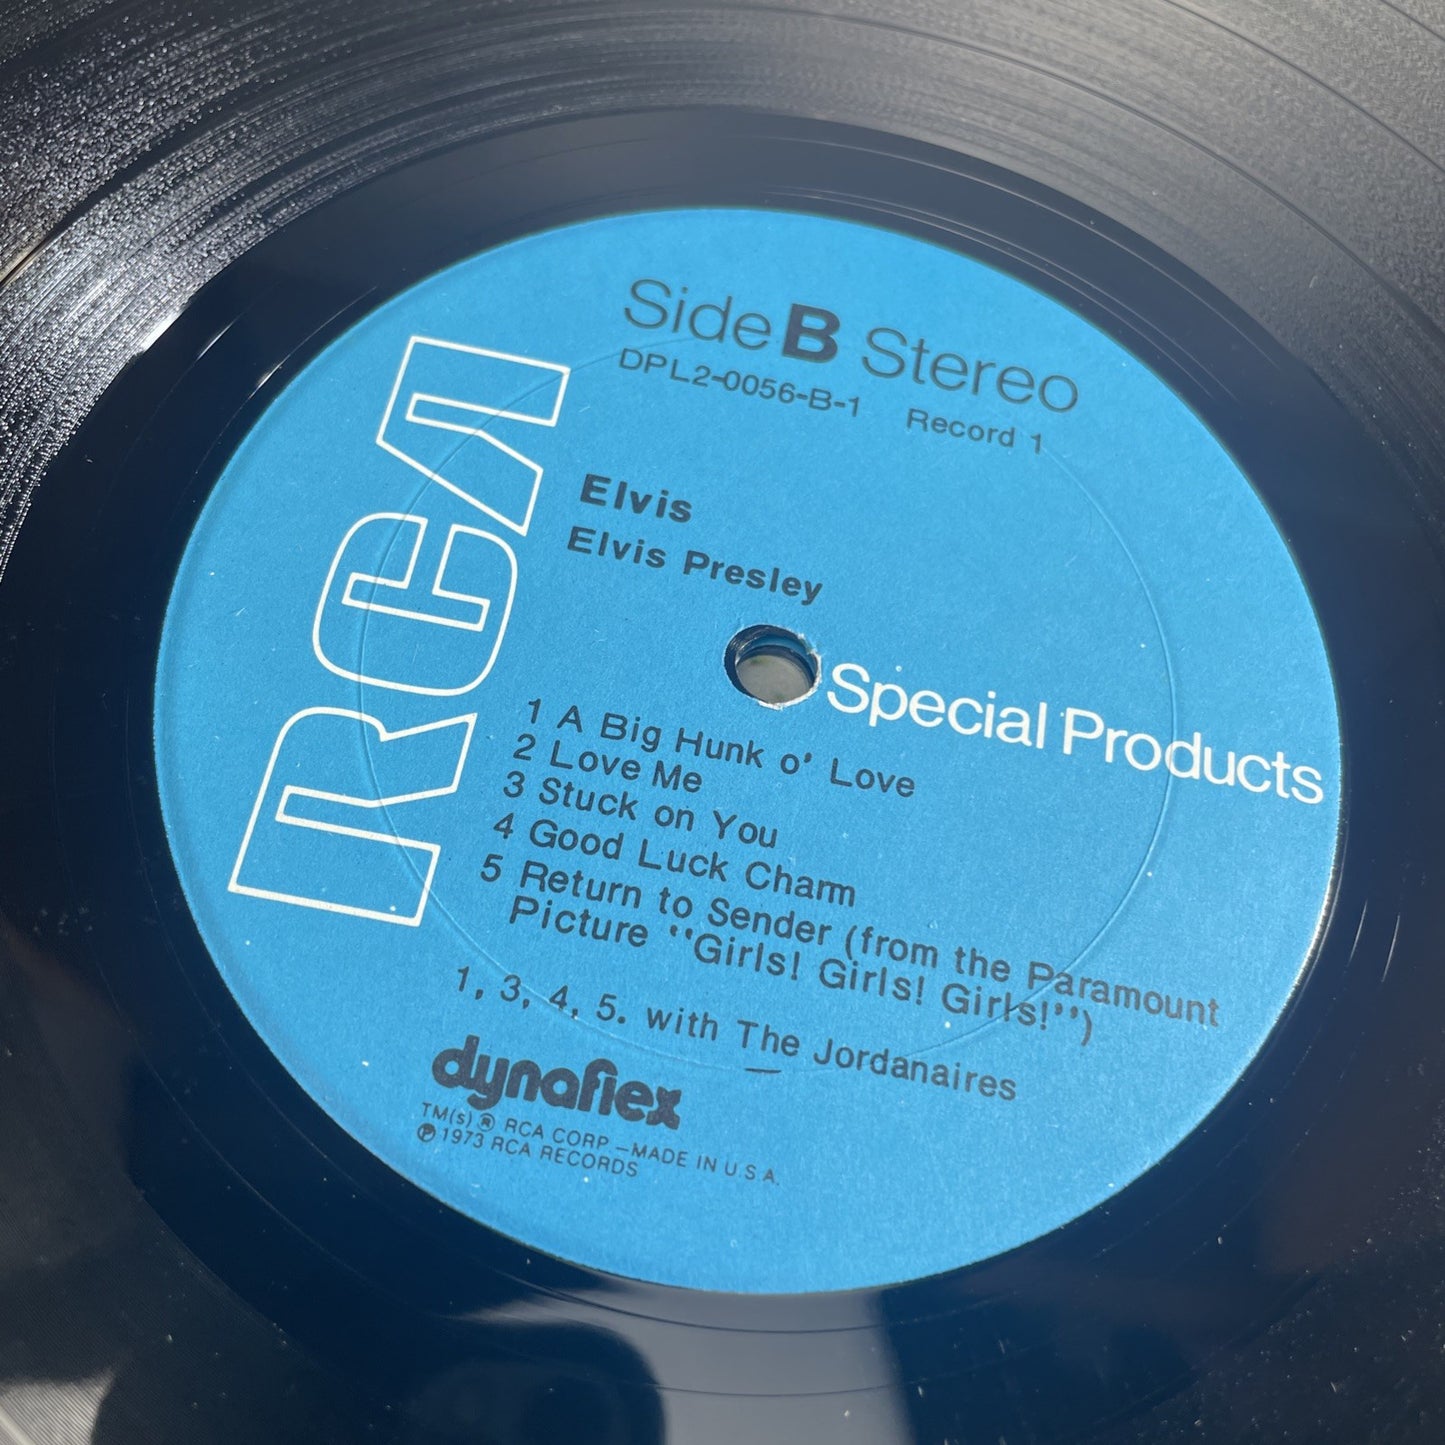 Side B Stereo
DPL2-0056-B-1 Record 1
RCA
Elvis
Elvis Presley
Special Products
1 A Big Hunk o' Love
2 Love Me
3 Stuck on You
4 Good Luck Charm
5 Return to Sender (from the Paramount
Picture "Girls! Girls! Girls!")
1, 3, 4, 5. with The Jordanaires
dynaflex
TM(s) ® RCA CORP.—MADE IN U.S.A.
℗ 1973 RCA RECORDS